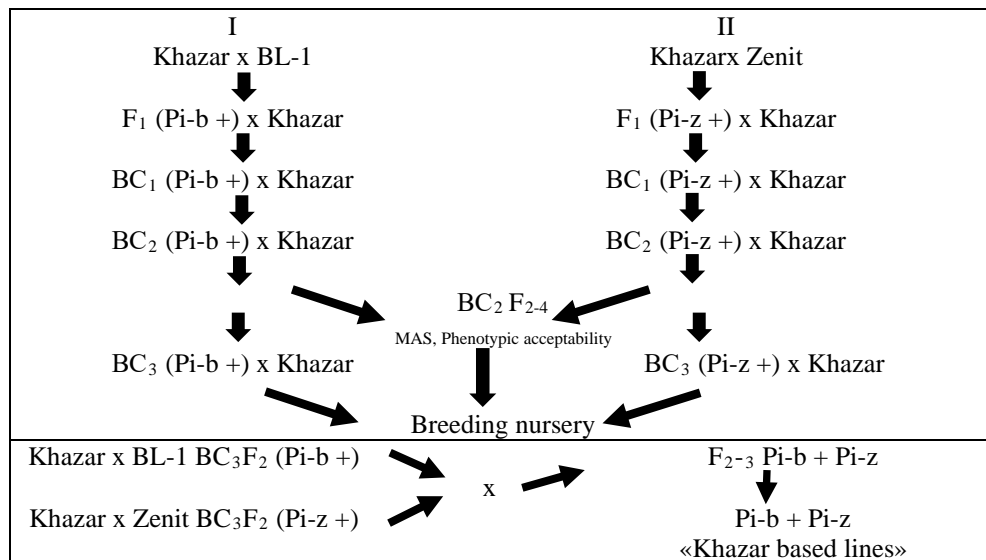 I II
Khazar x BL-1 Khazarx Zenit
F₁ (Pi-b +) x Khazar F₁ (Pi-z +) x Khazar
BC₁ (Pi-b +) x Khazar BC₁ (Pi-z +) x Khazar
BC₂ (Pi-b +) x Khazar BC₂ (Pi-z +) x Khazar
BC₂ F₂₋₄
MAS, Phenotypic acceptability
BC₃ (Pi-b +) x Khazar BC₃ (Pi-z +) x Khazar
Breeding nursery
Khazar x BL-1 BC₃F₂ (Pi-b +) F₂-₃ Pi-b + Pi-z
x
Khazar x Zenit BC₃F₂ (Pi-z +) Pi-b + Pi-z
«Khazar based lines»